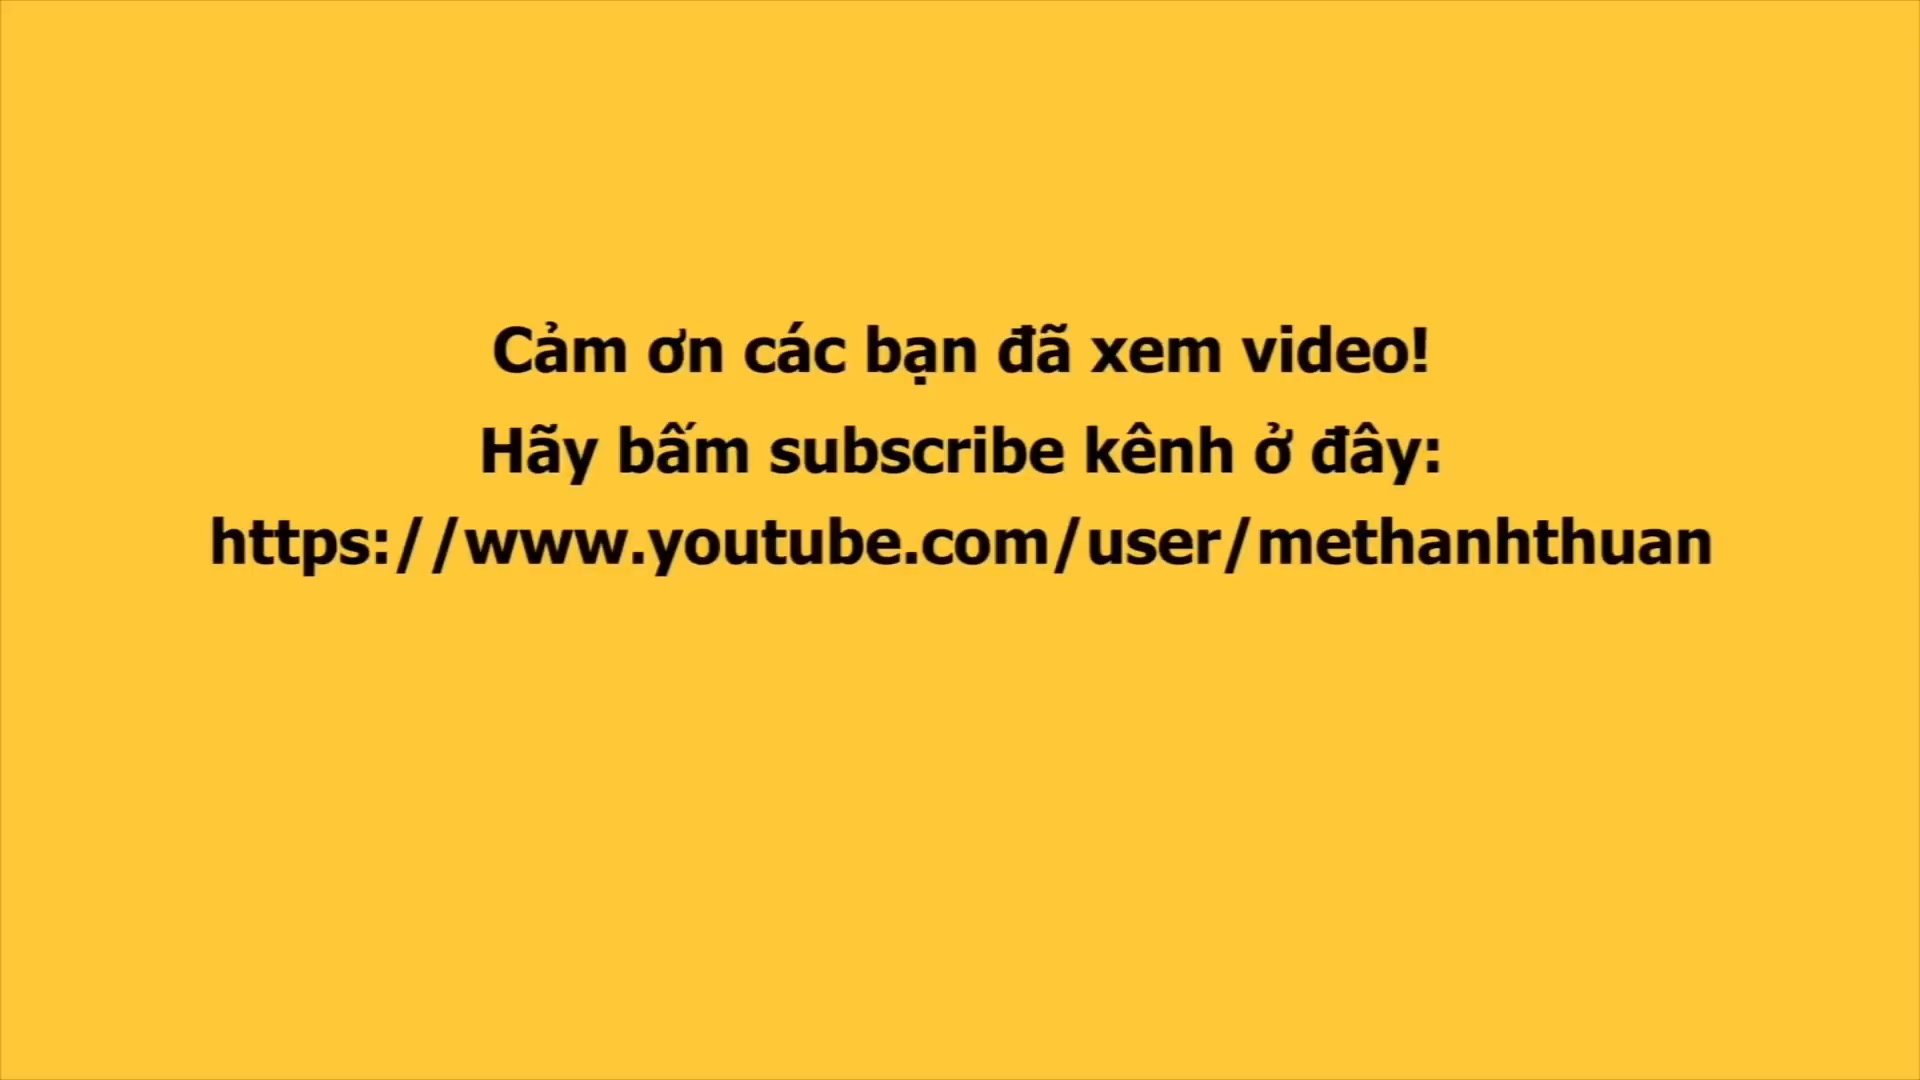 Cảm ơn các bạn đã xem video!
Hãy bấm subscribe kênh ở đây:
https://www.youtube.com/user/methanhthuan